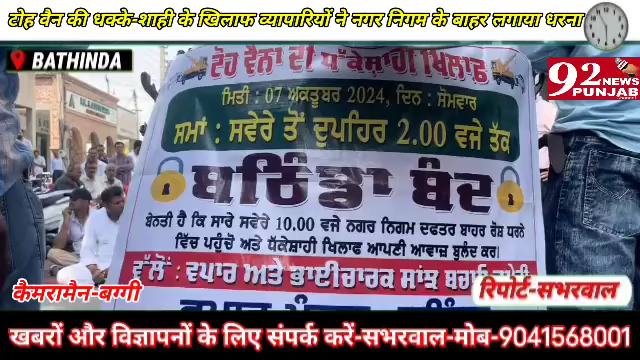 टोह वैन की धक्के-शाही के खिलाफ व्यापारियों ने नगर निगम के बाहर लगाया धरना
BATHINDA
92 NEWS
PUNJAB
ਟੋਹ ਵੈਨਾਂ ਦੀ ਧੱਕੇਸ਼ਾਹੀ ਖਿਲਾਫ
ਮਿਤੀ : 07 ਅਕਤੂਬਰ 2024, ਦਿਨ : ਸੋਮਵਾਰ
ਸਮਾਂ : ਸਵੇਰੇ ਤੋਂ ਦੁਪਹਿਰ 2.00 ਵਜੇ ਤੱਕ
ਬਠਿੰਡਾ ਬੰਦ
ਬੇਨਤੀ ਹੈ ਕਿ ਸਾਰੇ ਸਵੇਰੇ 10.00 ਵਜੇ ਨਗਰ ਨਿਗਮ ਦਫਤਰ ਬਾਹਰ ਰੋਸ਼ ਧਰਨੇ
ਵਿੱਚ ਪਹੁੰਚੋ ਅਤੇ ਧੱਕੇਸ਼ਾਹੀ ਖਿਲਾਫ ਆਪਣੀ ਆਵਾਜ਼ ਬੁਲੰਦ ਕਰੋ
ਵੱਲੋਂ : ਵਪਾਰ ਅਤੇ ਭਾਈਚਾਰਕ ਸਾਂਝ
कैमरामैन-बग्गी
रिपोर्ट-सभरवाल
खबरों और विज्ञापनों के लिए संपर्क करें-सभरवाल-मोब-9041568001